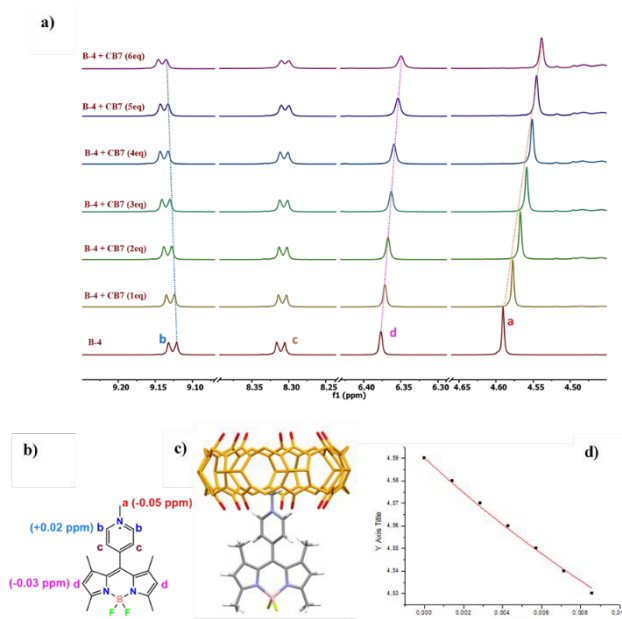 a)
B-4 + CB7 (6eq)
B-4 + CB7 (5eq)
B-4 + CB7 (4eq)
B-4 + CB7 (3eq)
B-4 + CB7 (2eq)
B-4 + CB7 (1eq)
B-4
b
c
d
a
9.20 9.15 9.10 8.35 8.30 8.25 6.40 6.35 6.30 4.65 4.60 4.55 4.50
f1 (ppm)
b)
a (-0.05 ppm)
(+0.02 ppm)
N
+
b b
c c
(-0.03 ppm)
d d
N N
B
F F
c)
d)
4,59
4,58
4,57
4,55
4,54
4,53
Y Axis Title
0,000 0,002 0,004 0,006 0,008 0,01